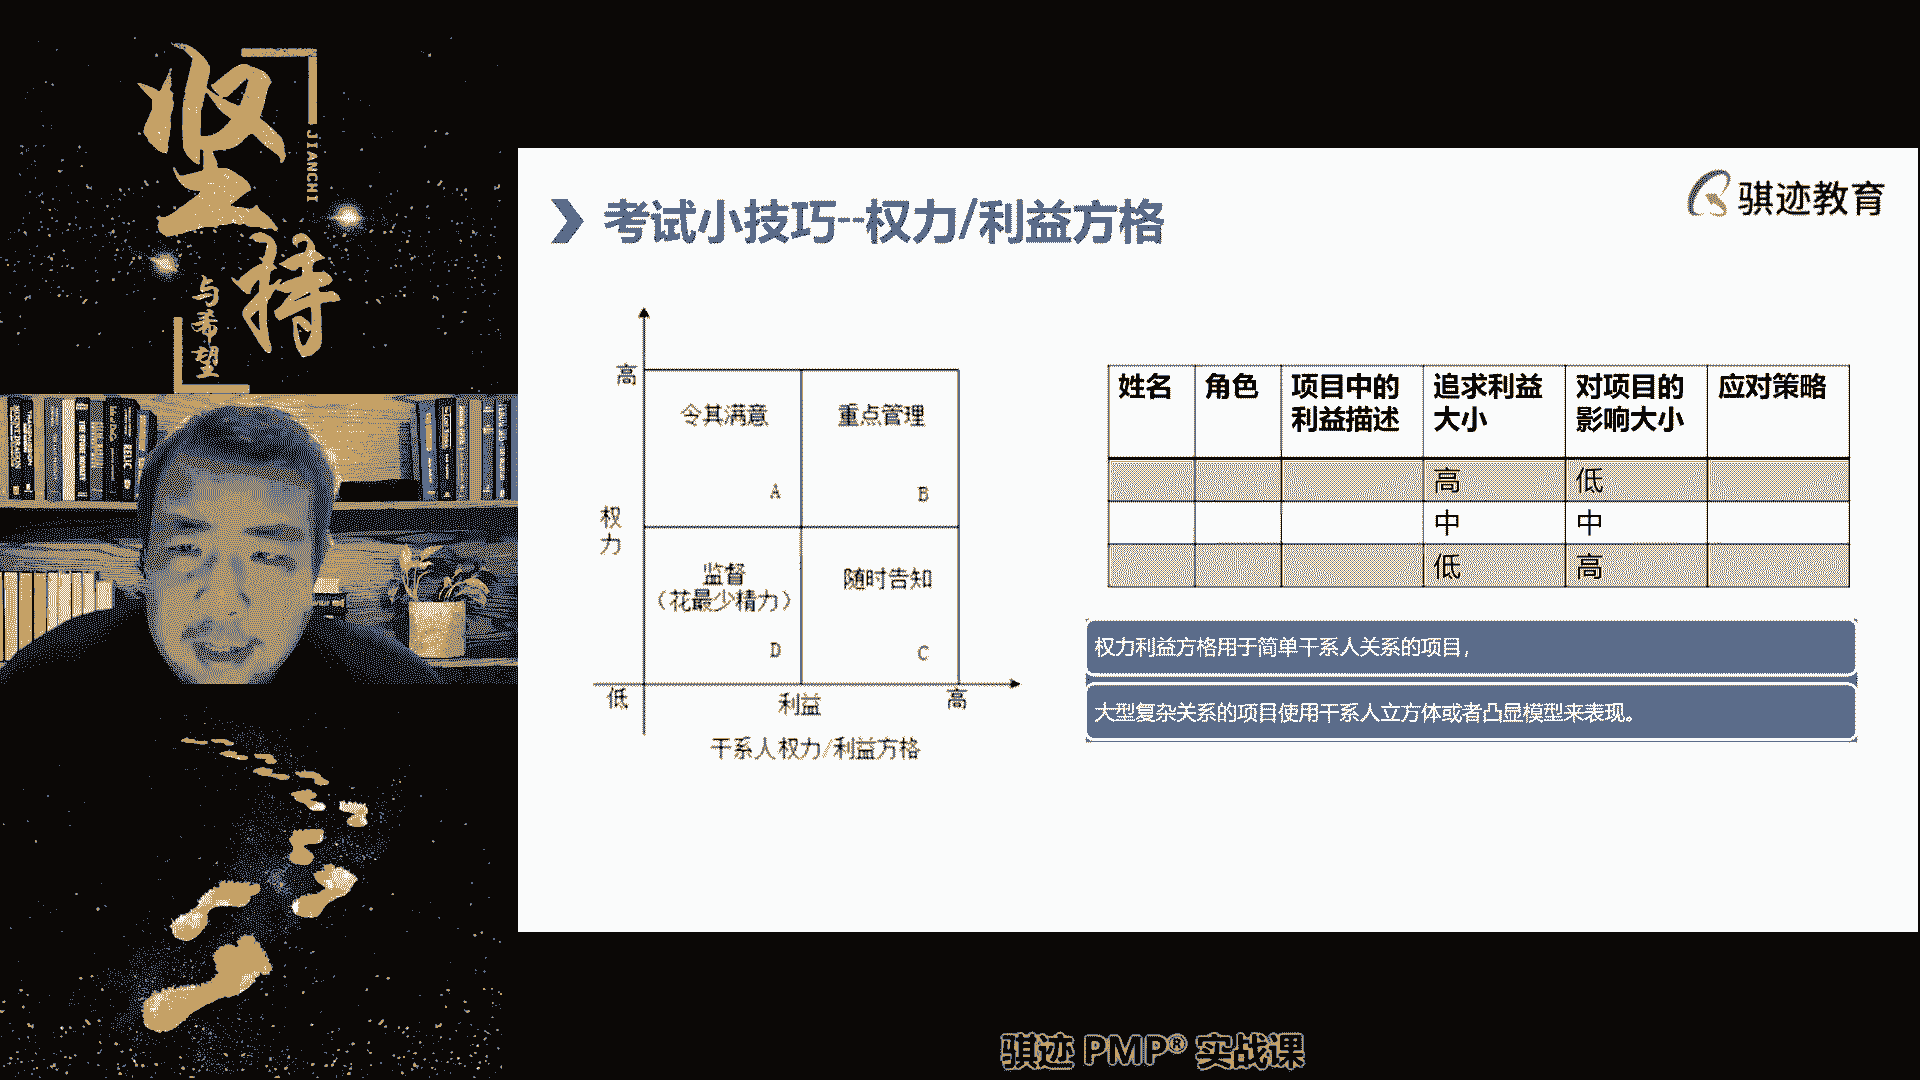 坚持
JIANCHI
与希望
骐迹教育
考试小技巧--权力/利益方格
高
令其满意
重点管理
A
B
权力
监督
（花最少精力）
随时告知
D
C
低
利益
高
干系人权力/利益方格
姓名 角色 项目中的利益描述 追求利益大小 对项目的影响大小 应对策略
高 低
中 中
低 高
权力利益方格用于简单干系人关系的项目，
大型复杂关系的项目使用干系人立方体或者凸显模型来表现。
骐迹 PMP® 实战课